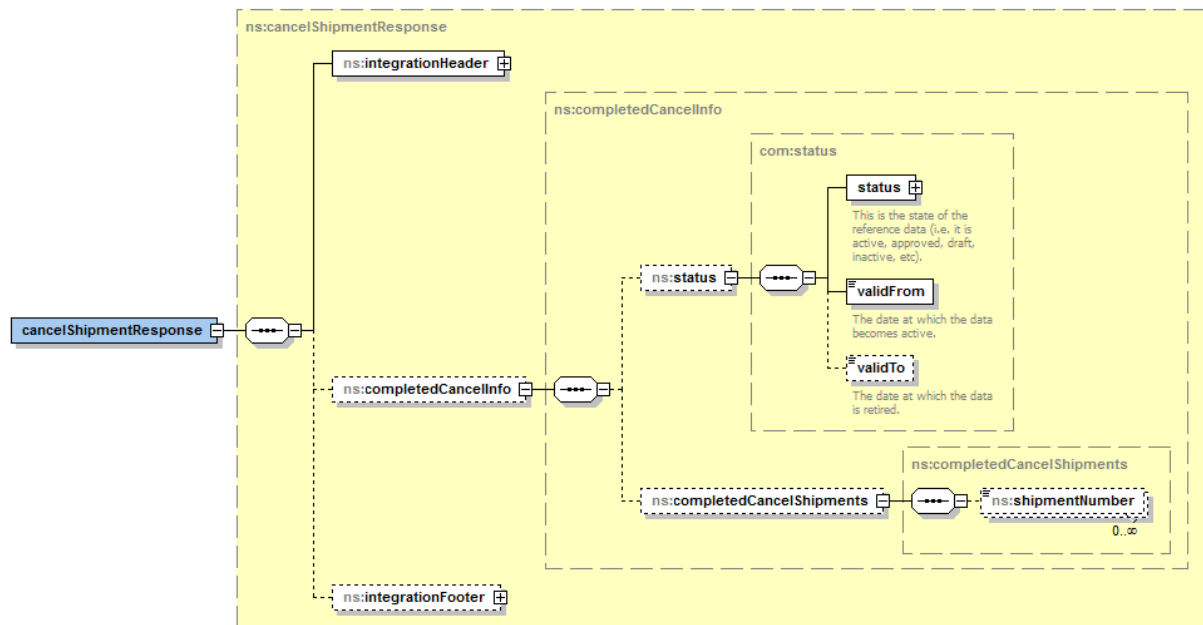 ns:cancelShipmentResponse
ns:integrationHeader
ns:completedCancelInfo
com:status
status
This is the state of the
reference data (i.e. it is
active, approved, draft,
inactive, etc).
ns:status
validFrom
The date at which the data
becomes active.
cancelShipmentResponse
validTo
ns:completedCancelInfo
The date at which the data
is retired.
ns:completedCancelShipments
ns:completedCancelShipments
ns:shipmentNumber
0..∞
ns:integrationFooter